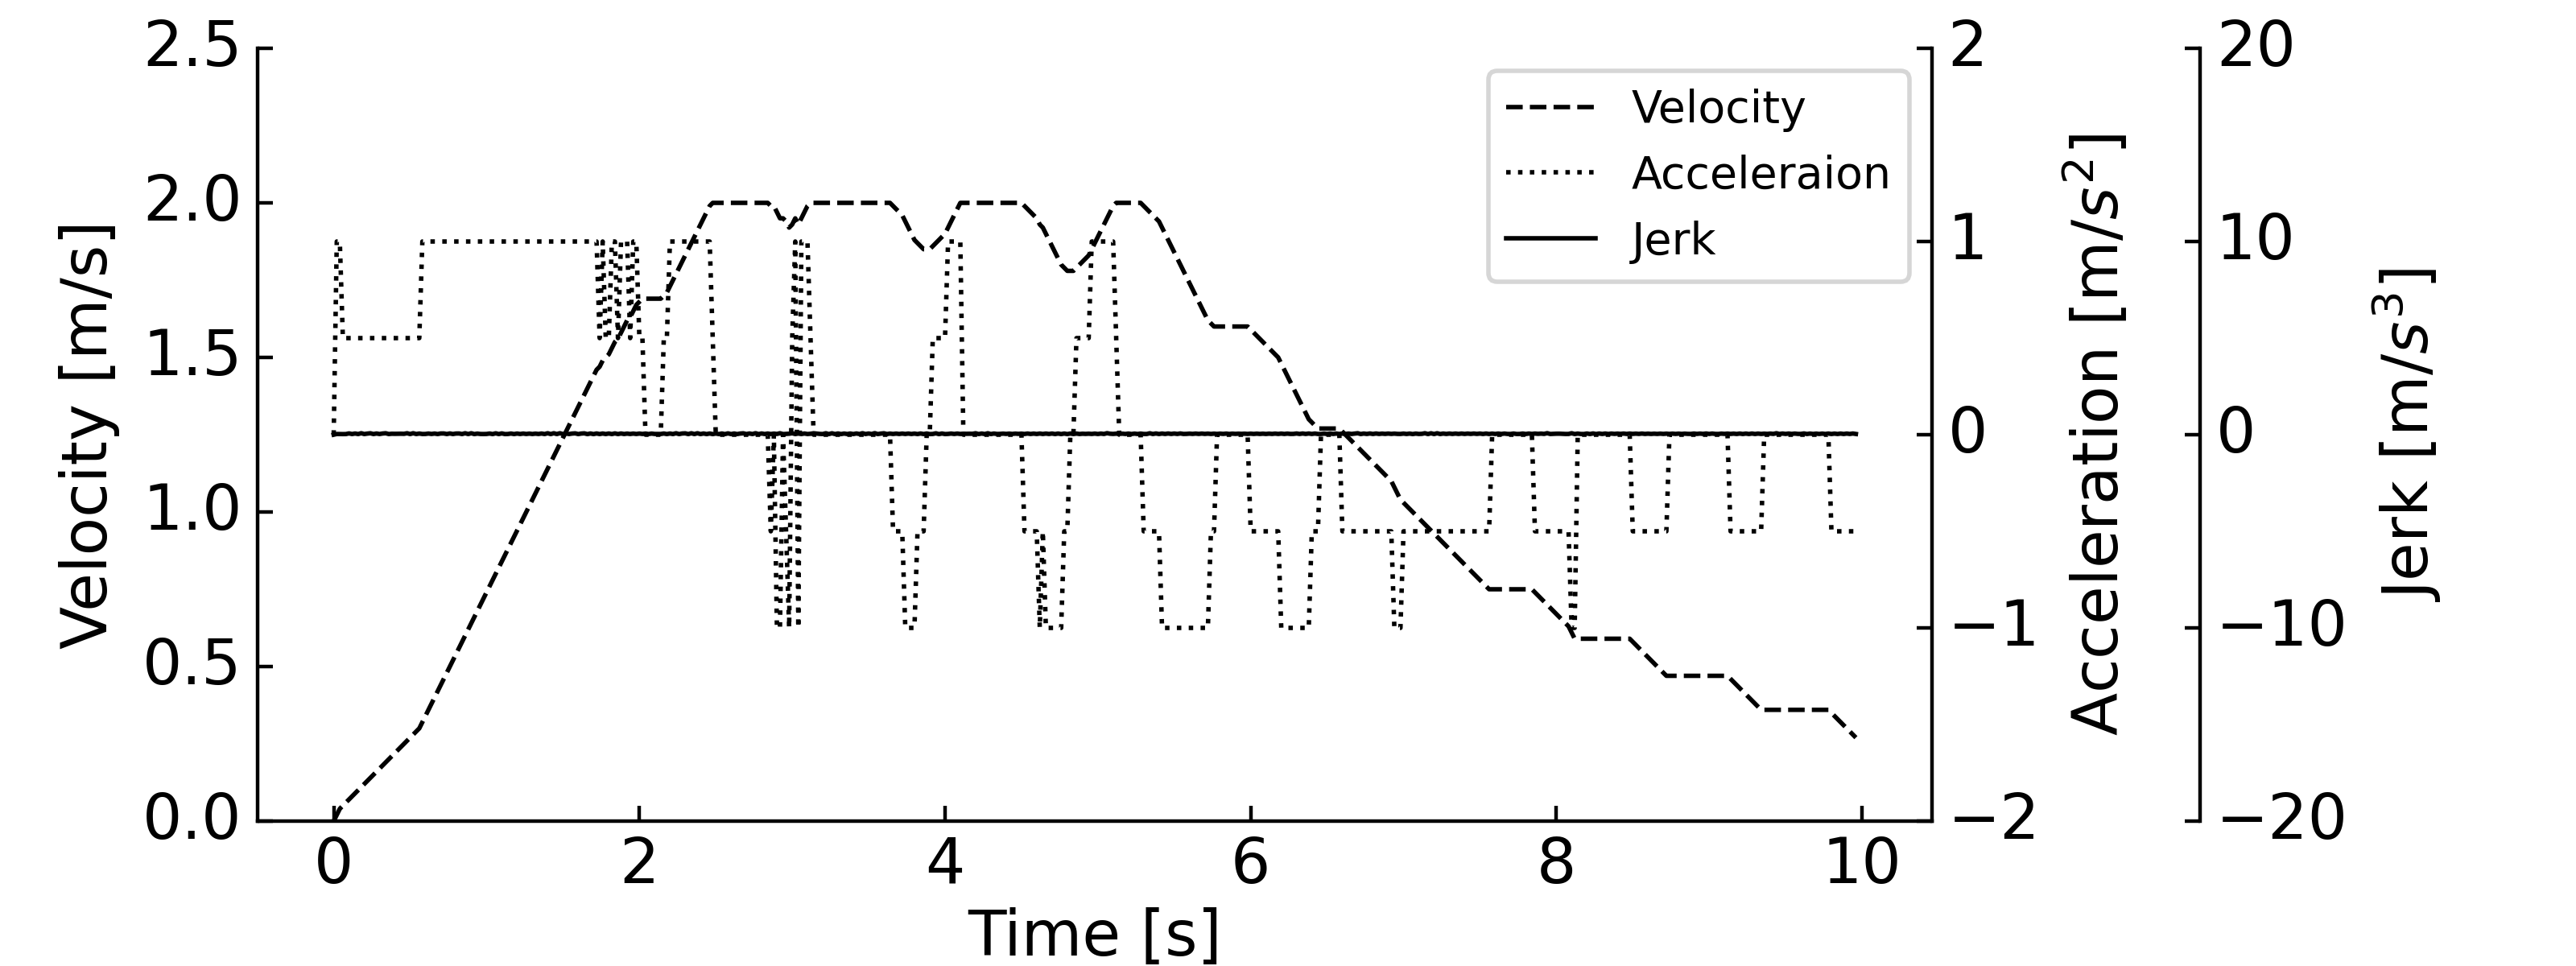 Velocity [m/s]
2.5
2.0
1.5
1.0
0.5
0.0
0 2 4 6 8 10
Time [s]
Velocity
Acceleraion
Jerk
2
1
0
−1
−2
Acceleration [m/s²]
20
10
0
−10
−20
Jerk [m/s³]